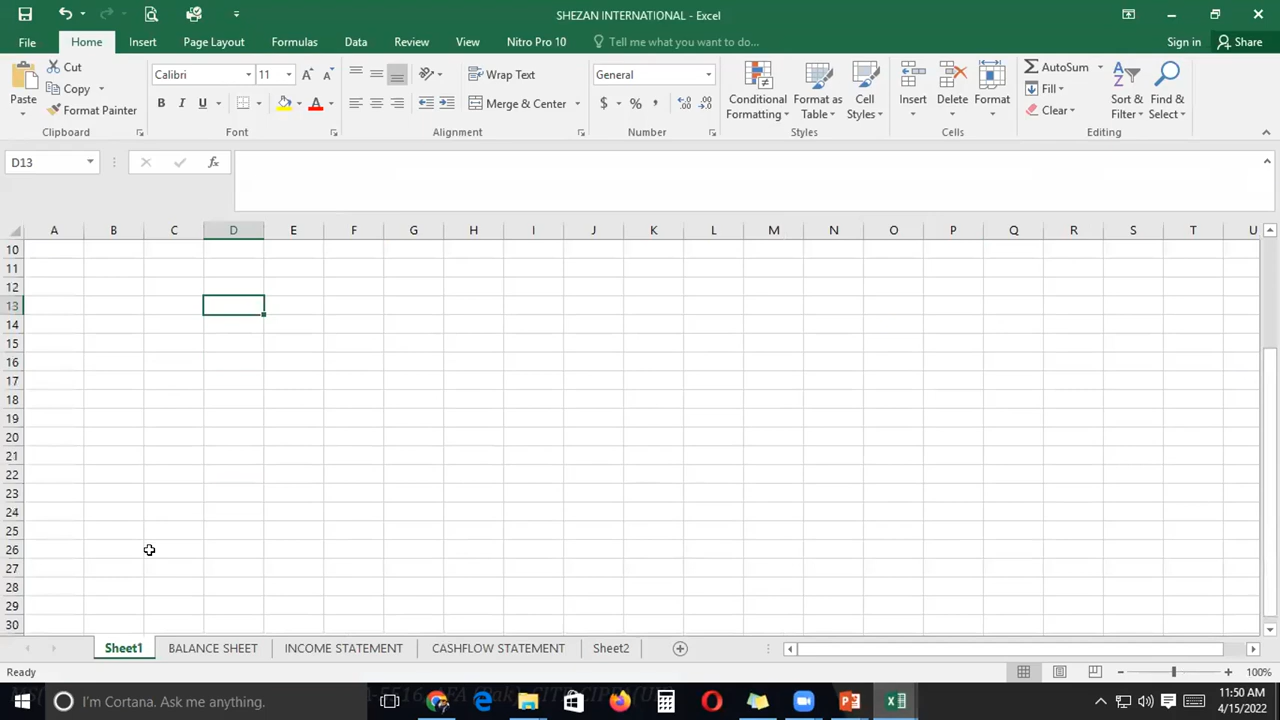 SHEZAN INTERNATIONAL - Excel
File Home Insert Page Layout Formulas Data Review View Nitro Pro 10 Tell me what you want to do... Sign in Share
Cut
Copy
Format Painter
Paste
Clipboard
Calibri 11
B I U
Font
Wrap Text
Merge & Center
Alignment
General
$ % ,
Number
Conditional Formatting
Format as Table
Cell Styles
Styles
Insert Delete Format
Cells
AutoSum
Fill
Clear
Sort & Filter
Find & Select
Editing
D13
fx
A B C D E F G H I J K L M N O P Q R S T U
10
11
12
13
14
15
16
17
18
19
20
21
22
23
24
25
26
27
28
29
30
Sheet1 BALANCE SHEET INCOME STATEMENT CASHFLOW STATEMENT Sheet2
Ready 100%
I'm Cortana. Ask me anything.
11:50 AM
4/15/2022